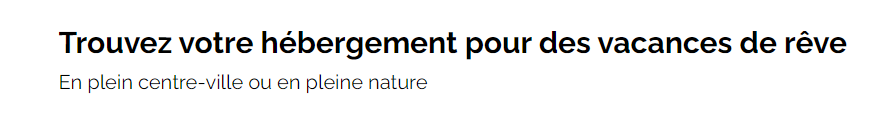 Trouvez votre hébergement pour des vacances de rêve
En plein centre-ville ou en pleine nature